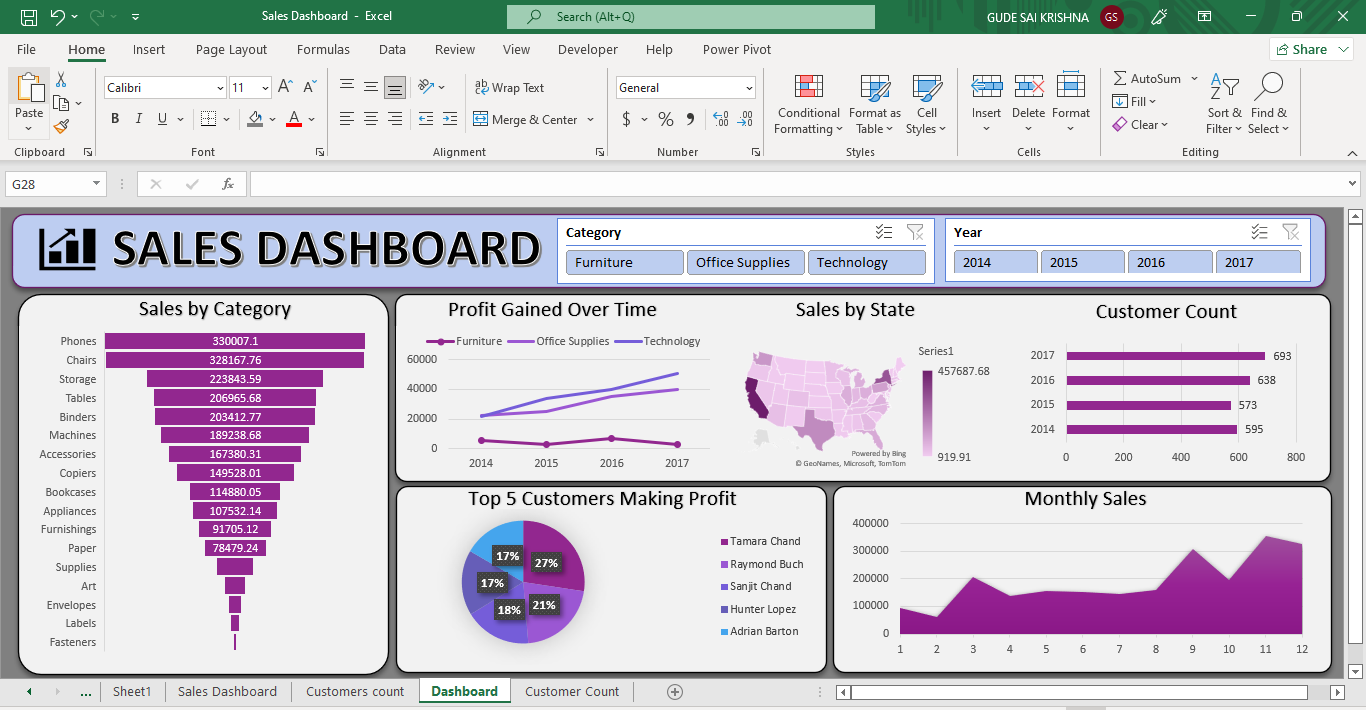 Sales Dashboard - Excel
Search (Alt+Q)
GUDE SAI KRISHNA
GS
File Home Insert Page Layout Formulas Data Review View Developer Help Power Pivot
Share
Paste
Clipboard
Calibri
11
B I U
A
Font
ab Wrap Text
Merge & Center
Alignment
General
$ % 9
Number
Conditional
Formatting
Format as
Table
Cell
Styles
Styles
Insert
Delete
Format
Cells
AutoSum
Fill
Clear
Sort &
Filter
Find &
Select
Editing
G28
fx
SALES DASHBOARD
Category
Furniture Office Supplies Technology
Year
2014 2015 2016 2017
Sales by Category
Phones 330007.1
Chairs 328167.76
Storage 223843.59
Tables 206965.68
Binders 203412.77
Machines 189238.68
Accessories 167380.31
Copiers 149528.01
Bookcases 114880.05
Appliances 107532.14
Furnishings 91705.12
Paper 78479.24
Supplies
Art
Envelopes
Labels
Fasteners
Profit Gained Over Time
Furniture Office Supplies Technology
60000
40000
20000
0
2014 2015 2016 2017
Sales by State
Series1
457687.68
919.91
Powered by Bing
© GeoNames, Microsoft, TomTom
Customer Count
2017 693
2016 638
2015 573
2014 595
0 200 400 600 800
Top 5 Customers Making Profit
17% 27%
17%
18% 21%
Tamara Chand
Raymond Buch
Sanjit Chand
Hunter Lopez
Adrian Barton
Monthly Sales
400000
300000
200000
100000
0
1 2 3 4 5 6 7 8 9 10 11 12
... Sheet1 Sales Dashboard Customers count Dashboard Customer Count